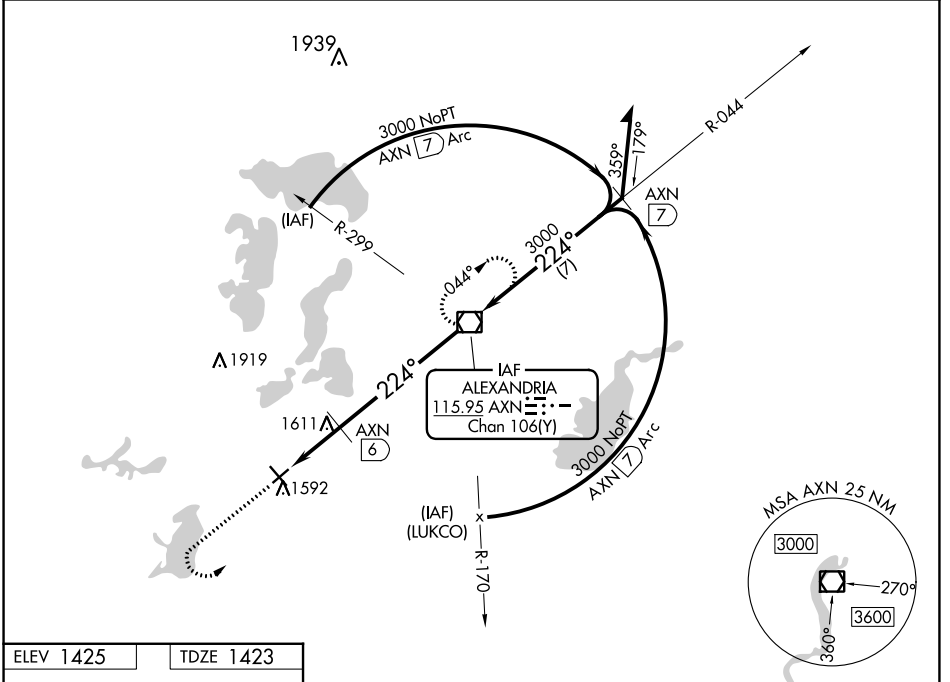 1939
3000 NoPT
AXN 7 Arc
R-044
359°
179°
AXN
7
(IAF)
R-299
3000
224°
(7)
044°
1919
224°
IAF
ALEXANDRIA
115.95 AXN
Chan 106(Y)
1611
AXN
6
1592
3000 NoPT
AXN 7 Arc
(IAF)
(LUKCO)
R-170
MSA AXN 25 NM
3000
270°
3600
360°
ELEV 1425
TDZE 1423